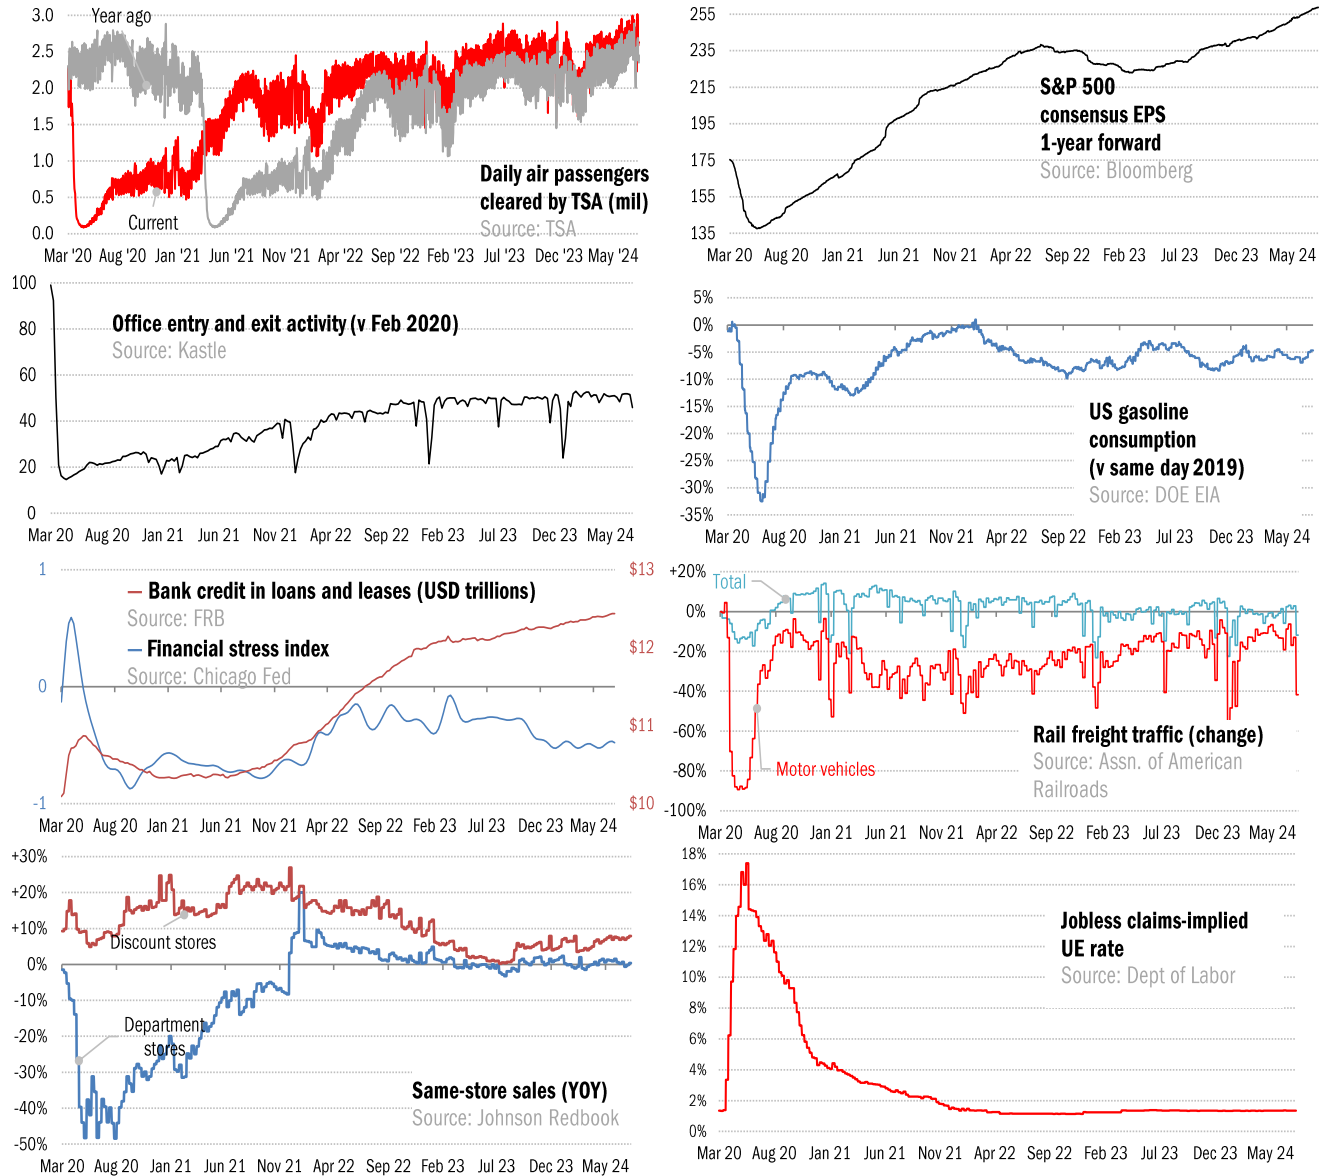 3.0
2.5
2.0
1.5
1.0
0.5
0.0
Year ago
Current
Daily air passengers
cleared by TSA (mil)
Source: TSA
Mar '20 Aug '20 Jan '21 Jun '21 Nov '21 Apr '22 Sep '22 Feb '23 Jul '23 Dec '23 May '24
255
235
215
195
175
155
135
S&P 500
consensus EPS
1-year forward
Source: Bloomberg
Mar 20 Aug 20 Jan 21 Jun 21 Nov 21 Apr 22 Sep 22 Feb 23 Jul 23 Dec 23 May 24
100
80
60
40
20
0
Office entry and exit activity (v Feb 2020)
Source: Kastle
Mar 20 Aug 20 Jan 21 Jun 21 Nov 21 Apr 22 Sep 22 Feb 23 Jul 23 Dec 23 May 24
5%
0%
-5%
-10%
-15%
-20%
-25%
-30%
-35%
US gasoline
consumption
(v same day 2019)
Source: DOE EIA
Mar 20 Aug 20 Jan 21 Jun 21 Nov 21 Apr 22 Sep 22 Feb 23 Jul 23 Dec 23 May 24
1
0
-1
Bank credit in loans and leases (USD trillions)
Source: FRB
Financial stress index
Source: Chicago Fed
$13
$12
$11
$10
Mar 20 Aug 20 Jan 21 Jun 21 Nov 21 Apr 22 Sep 22 Feb 23 Jul 23 Dec 23 May 24
+20%
0%
-20%
-40%
-60%
-80%
-100%
Total
Motor vehicles
Rail freight traffic (change)
Source: Assn. of American
Railroads
Mar 20 Aug 20 Jan 21 Jun 21 Nov 21 Apr 22 Sep 22 Feb 23 Jul 23 Dec 23 May 24
+30%
+20%
+10%
0%
-10%
-20%
-30%
-40%
-50%
Discount stores
Department
stores
Same-store sales (YOY)
Source: Johnson Redbook
Mar 20 Aug 20 Jan 21 Jun 21 Nov 21 Apr 22 Sep 22 Feb 23 Jul 23 Dec 23 May 24
18%
16%
14%
12%
10%
8%
6%
4%
2%
0%
Jobless claims-implied
UE rate
Source: Dept of Labor
Mar 20 Aug 20 Jan 21 Jun 21 Nov 21 Apr 22 Sep 22 Feb 23 Jul 23 Dec 23 May 24